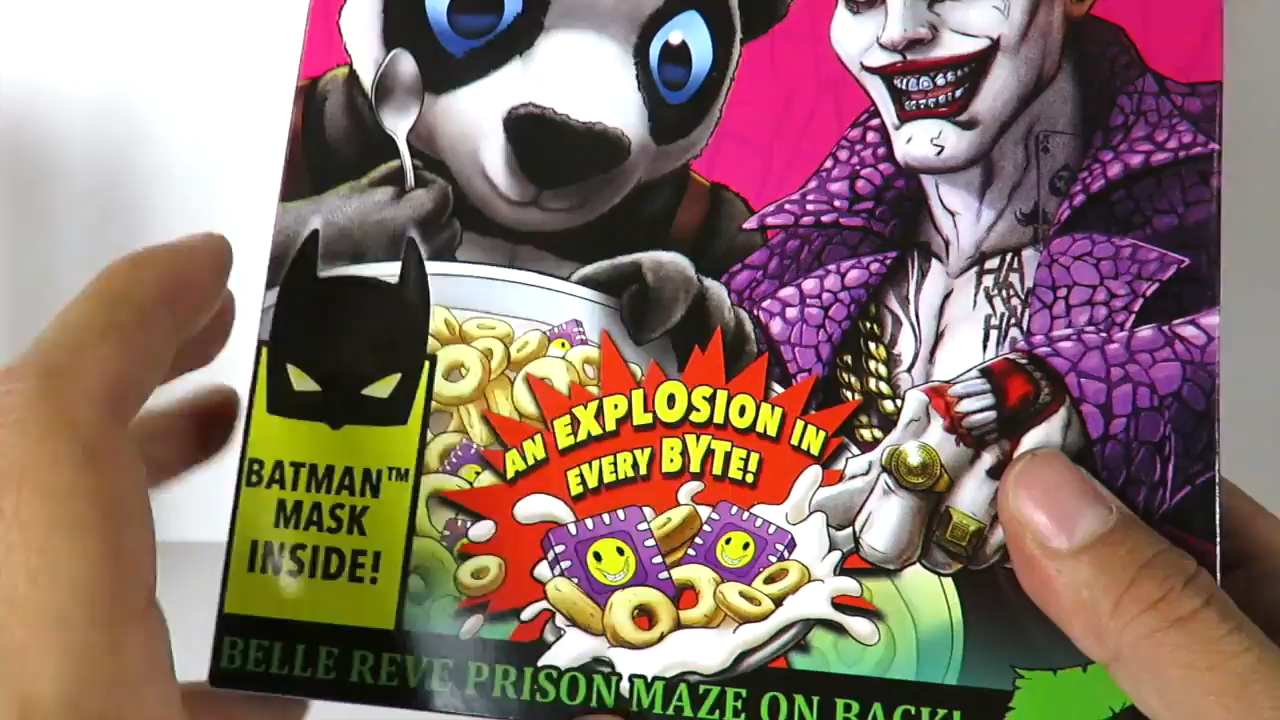 HA
HA
HA
AN EXPLOSION IN
EVERY BYTE!
BATMAN™
MASK
INSIDE!
BELLE REVE PRISON MAZE ON BACK!